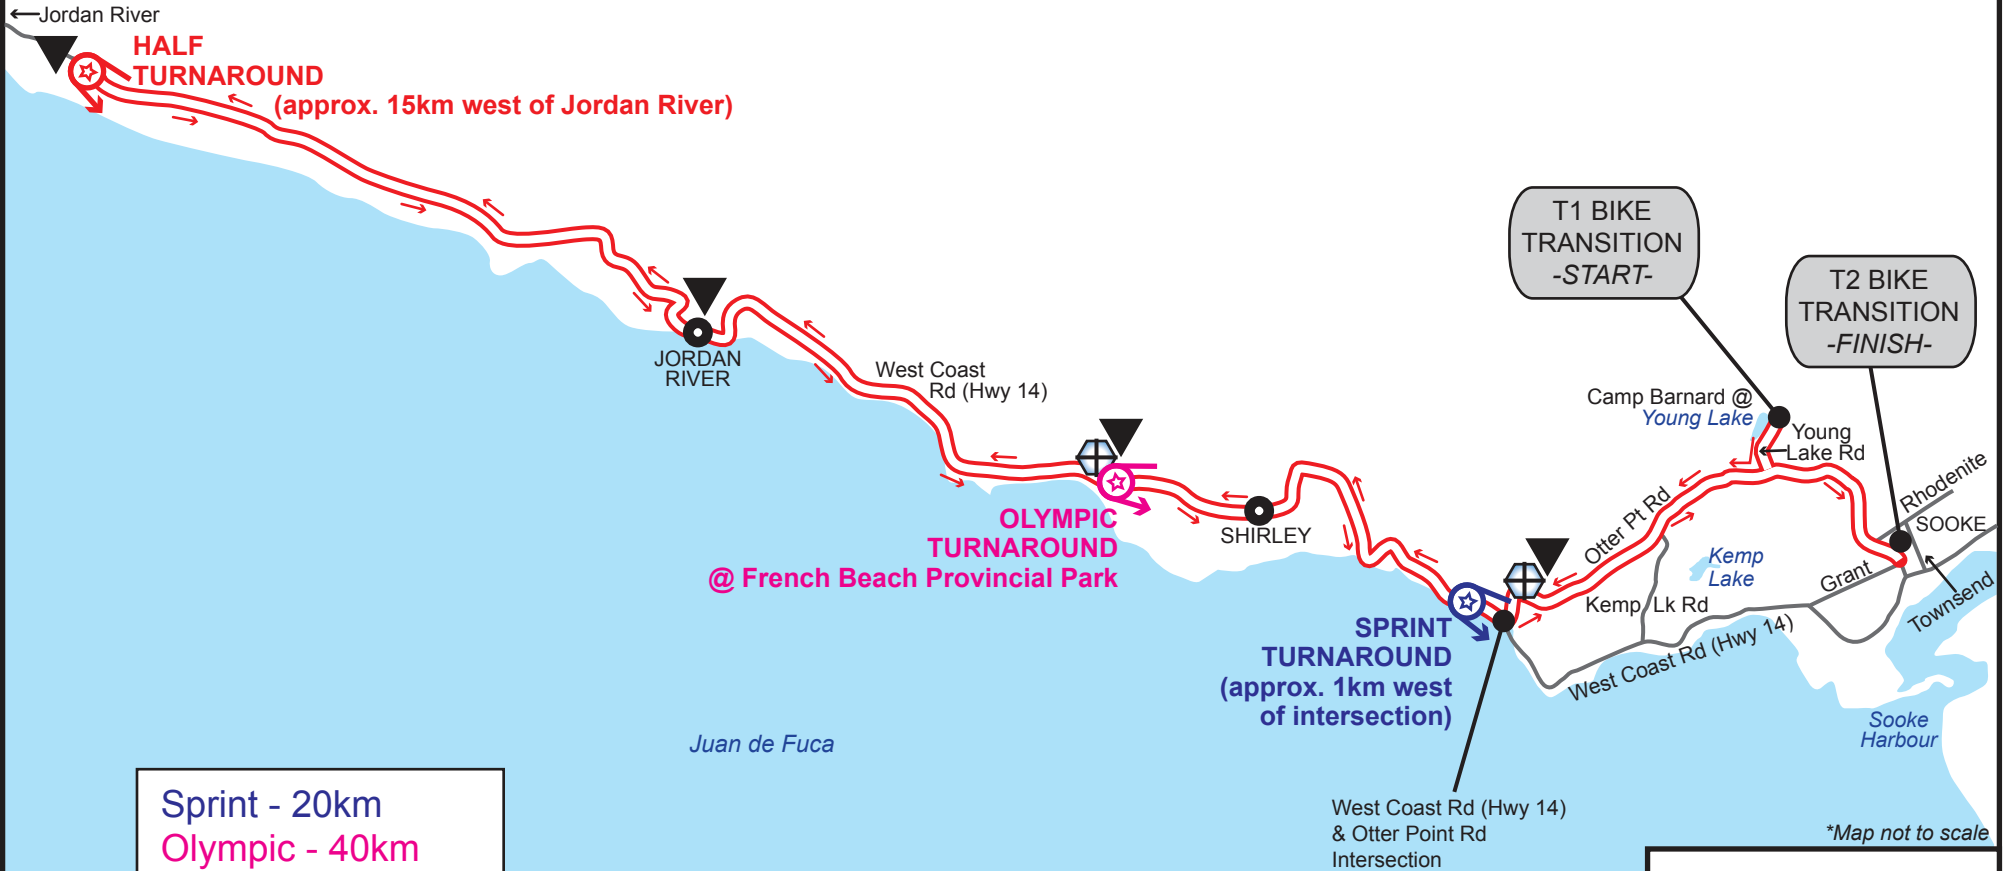 Jordan River
HALF
TURNAROUND
(approx. 15km west of Jordan River)
T1 BIKE
TRANSITION
-START-
T2 BIKE
TRANSITION
-FINISH-
JORDAN
RIVER
West Coast
Rd (Hwy 14)
Camp Barnard @
Young Lake
Young
Lake Rd
Rhodenite
SOOKE
OLYMPIC
TURNAROUND
@ French Beach Provincial Park
SHIRLEY
Otter Pt Rd
Kemp
Lake
Grant
Townsend
Kemp Lk Rd
SPRINT
TURNAROUND
(approx. 1km west
of intersection)
West Coast Rd (Hwy 14)
Sooke
Harbour
Juan de Fuca
Sprint - 20km
Olympic - 40km
West Coast Rd (Hwy 14)
& Otter Point Rd
Intersection
*Map not to scale